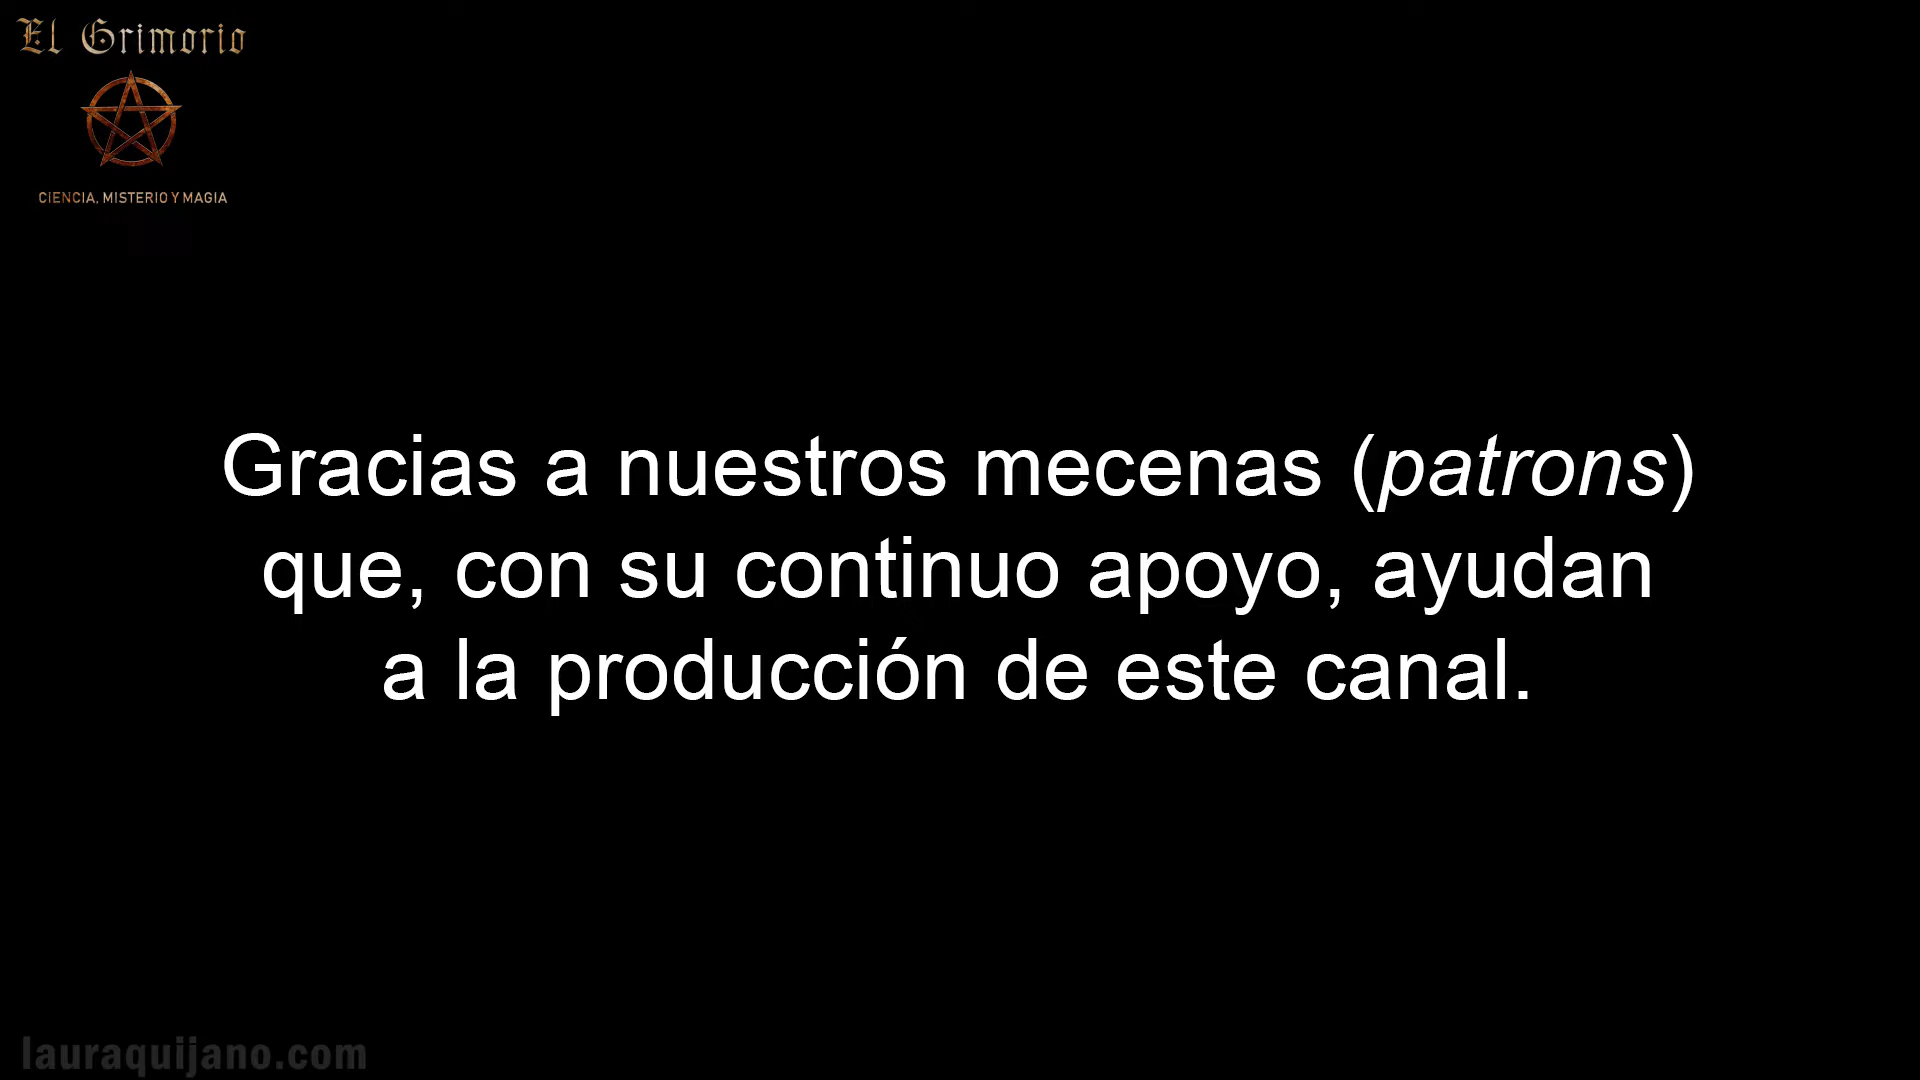 El Grimorio
CIENCIA, MISTERIO Y MAGIA
Gracias a nuestros mecenas (patrons)
que, con su continuo apoyo, ayudan
a la producción de este canal.
lauraquijano.com